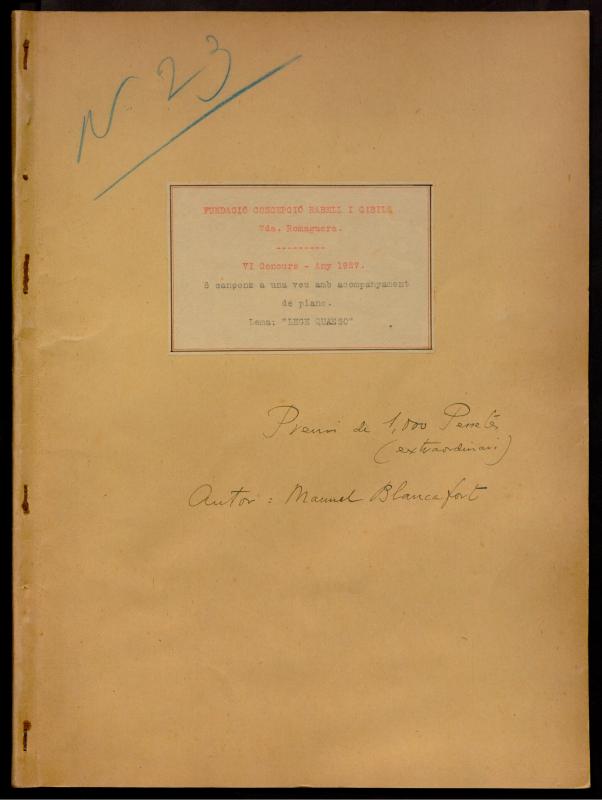 N. 23
FUNDACIÓ CONCEPCIÓ RABELL I CIBILS
Vda. Romaguera.
---------
VI Concurs - Any 1927.
6 cançons a una veu amb acompanyament
de piano.
Lema: "LEGE QUAESO"
Premi de 1,000 Pessetes
(extraordinari)
Autor: Manuel Blancafort